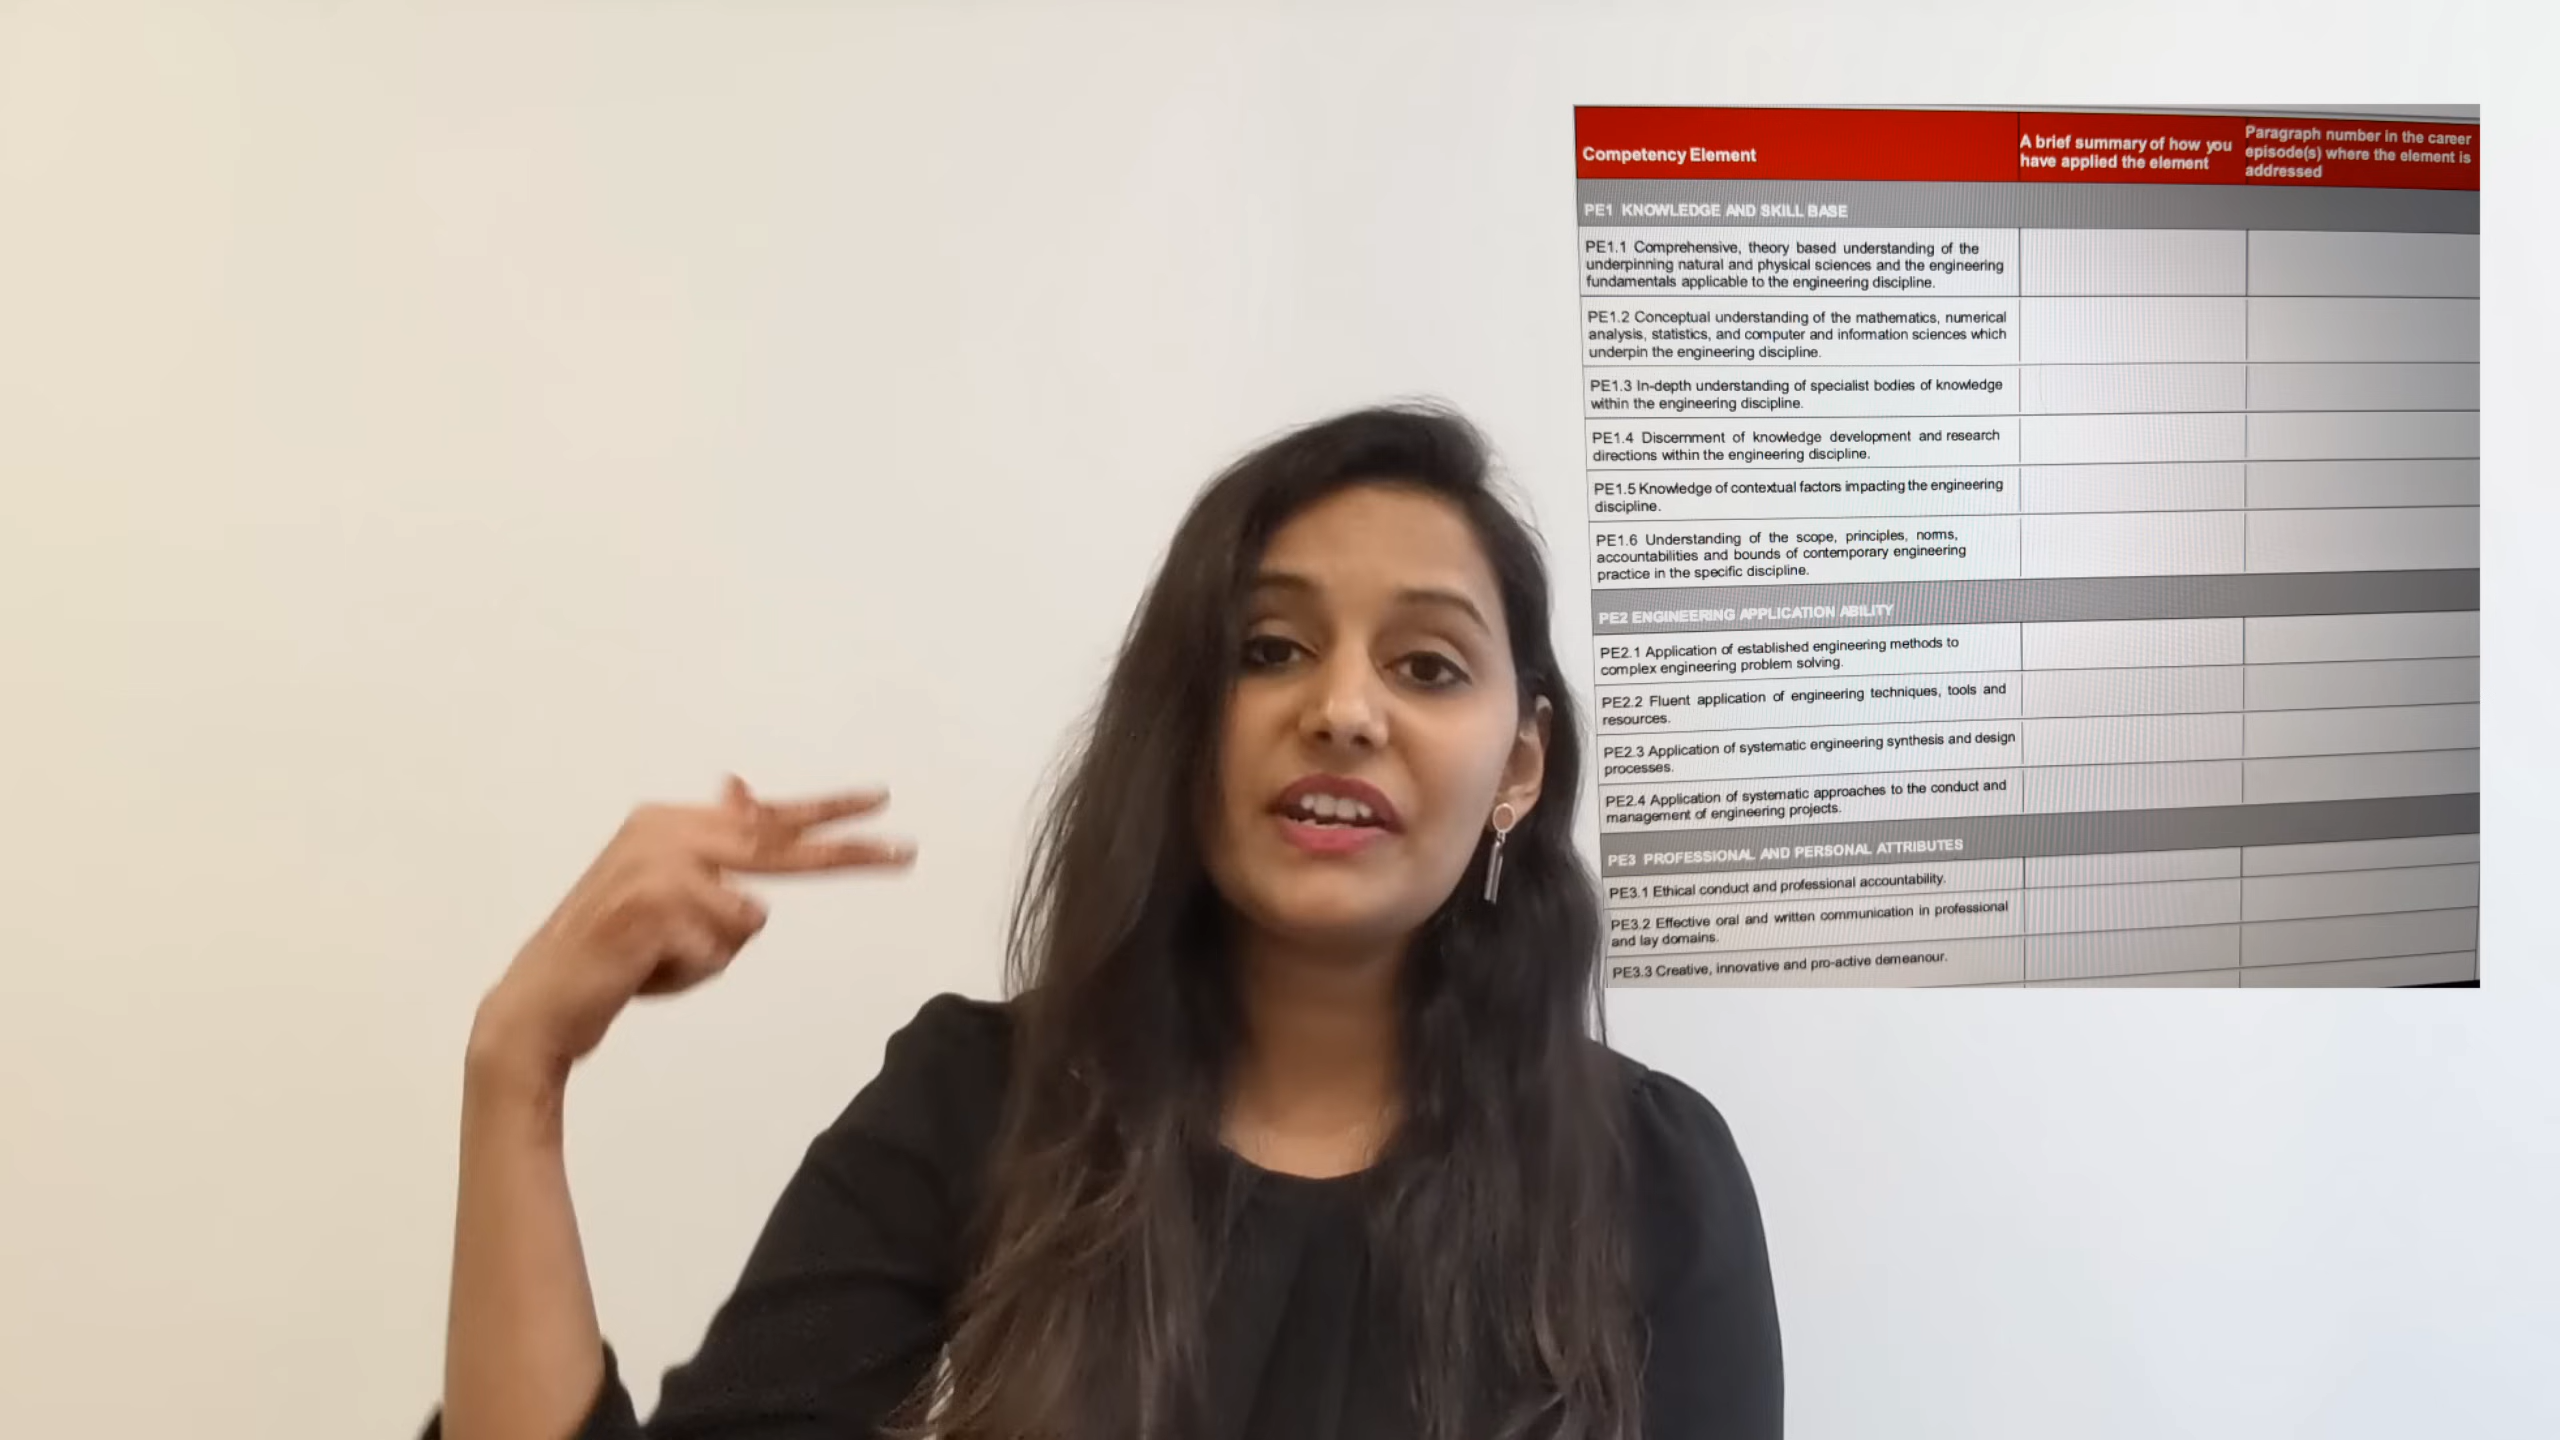 Competency Element
A brief summary of how you
have applied the element
Paragraph number in the career
episode(s) where the element is
addressed
PE1 KNOWLEDGE AND SKILL BASE
PE1.1 Comprehensive, theory based understanding of the
underpinning natural and physical sciences and the engineering
fundamentals applicable to the engineering discipline.
PE1.2 Conceptual understanding of the mathematics, numerical
analysis, statistics, and computer and information sciences which
underpin the engineering discipline.
PE1.3 In-depth understanding of specialist bodies of knowledge
within the engineering discipline.
PE1.4 Discernment of knowledge development and research
directions within the engineering discipline.
PE1.5 Knowledge of contextual factors impacting the engineering
discipline.
PE1.6 Understanding of the scope, principles, norms,
accountabilities and bounds of contemporary engineering
practice in the specific discipline.
PE2 ENGINEERING APPLICATION ABILITY
PE2.1 Application of established engineering methods to
complex engineering problem solving.
PE2.2 Fluent application of engineering techniques, tools and
resources.
PE2.3 Application of systematic engineering synthesis and design
processes.
PE2.4 Application of systematic approaches to the conduct and
management of engineering projects.
PE3 PROFESSIONAL AND PERSONAL ATTRIBUTES
PE3.1 Ethical conduct and professional accountability.
PE3.2 Effective oral and written communication in professional
and lay domains.
PE3.3 Creative, innovative and pro-active demeanour.